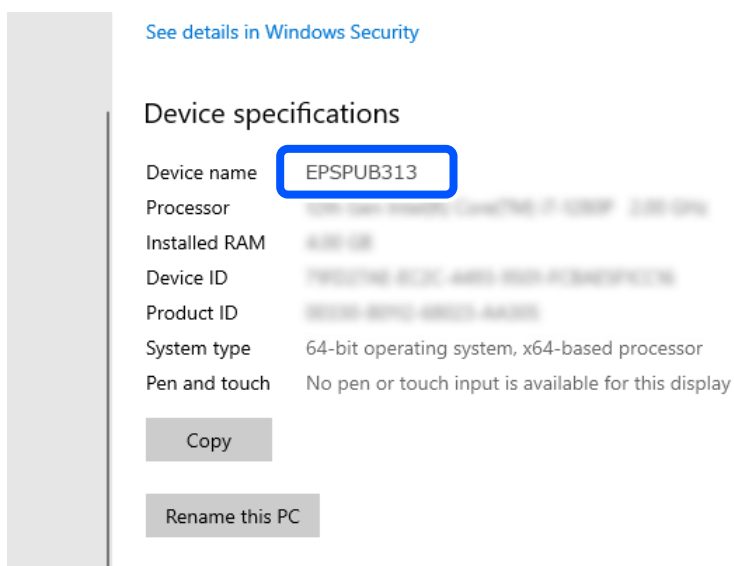 See details in Windows Security
Device specifications
Device name EPSPUB313
Processor
Installed RAM
Device ID
Product ID
System type 64-bit operating system, x64-based processor
Pen and touch No pen or touch input is available for this display
Copy
Rename this PC